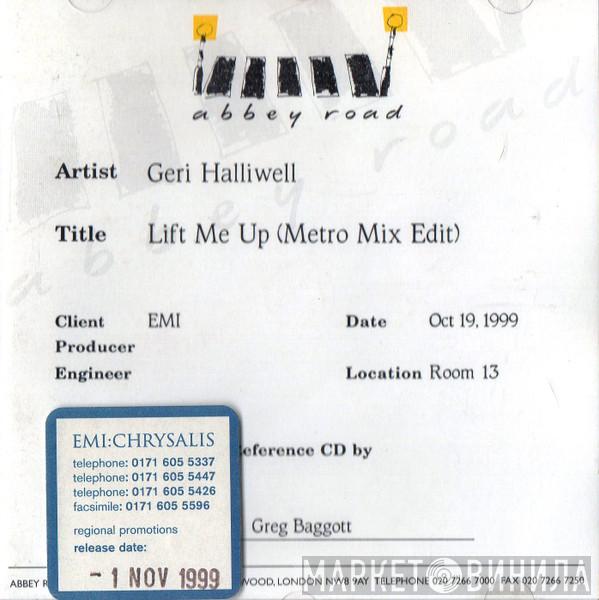 abbey road
Artist Geri Halliwell
Title Lift Me Up (Metro Mix Edit)
Client EMI Date Oct 19, 1999
Producer
Engineer Location Room 13
eference CD by
Greg Baggott
EMI:CHRYSALIS
telephone: 0171 605 5337
telephone: 0171 605 5447
telephone: 0171 605 5426
facsimile: 0171 605 5596
regional promotions
release date:
- 1 NOV 1999
ABBEY R WOOD, LONDON NW8 9AY TELEPHONE 020 7266 7000 FAX 020 7266 7250
МАРКЕТ ВИНИЛА
abbey road